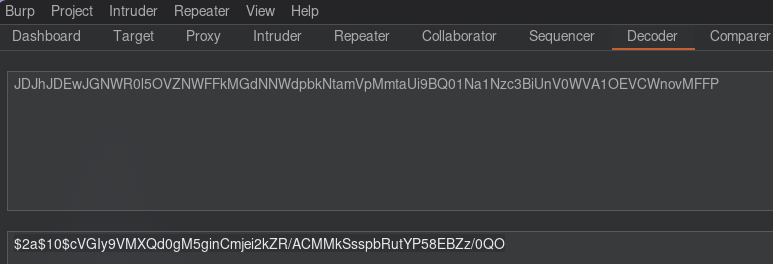 Burp Project Intruder Repeater View Help
Dashboard Target Proxy Intruder Repeater Collaborator Sequencer Decoder Comparer
JDJhJDEwJGNWR0l5OVZNWFFkMGdNNWdpbkNtamVpMmtaUi9BQ01Na1Nzc3BiUnV0WVA1OEVCWnovMFFP
$2a$10$cVGIy9VMXQd0gM5ginCmjei2kZR/ACMMkSsspbRutYP58EBZz/0QO